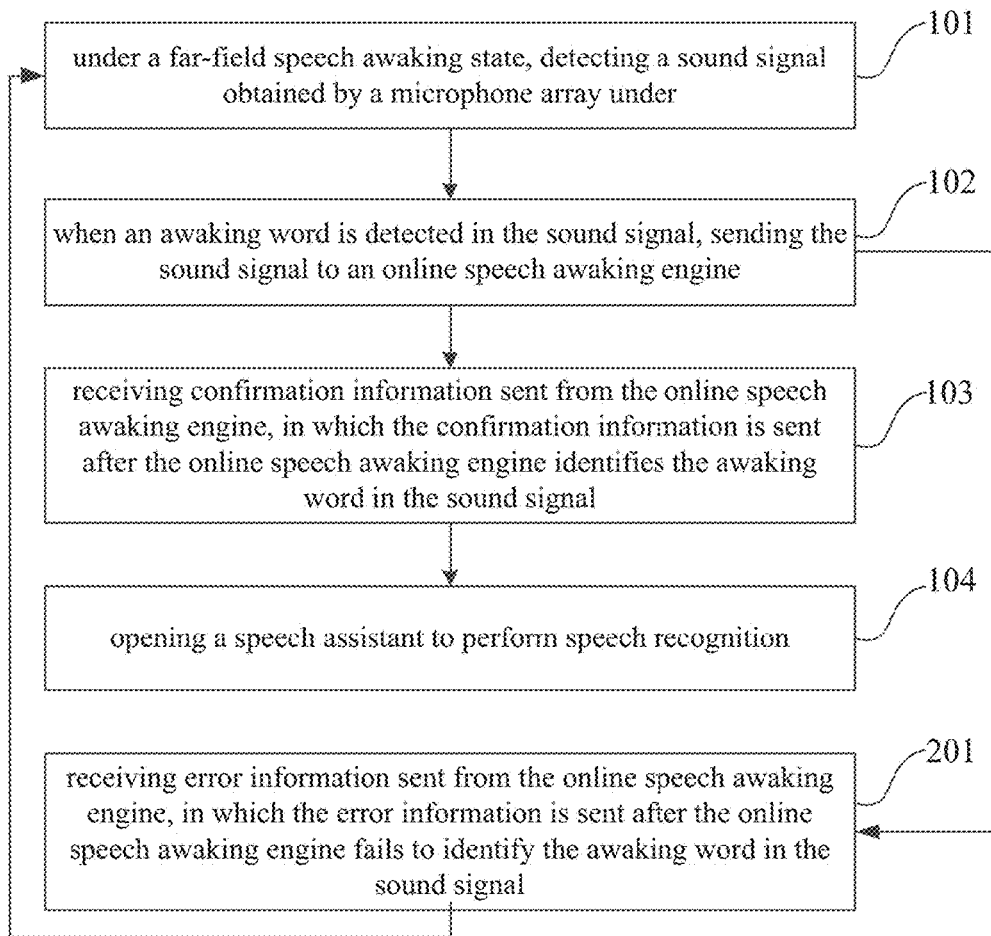 101
under a far-field speech awaking state, detecting a sound signal
obtained by a microphone array under
102
when an awaking word is detected in the sound signal, sending the
sound signal to an online speech awaking engine
103
receiving confirmation information sent from the online speech
awaking engine, in which the confirmation information is sent
after the online speech awaking engine identifies the awaking
word in the sound signal
104
opening a speech assistant to perform speech recognition
201
receiving error information sent from the online speech awaking
engine, in which the error information is sent after the online
speech awaking engine fails to identify the awaking word in the
sound signal